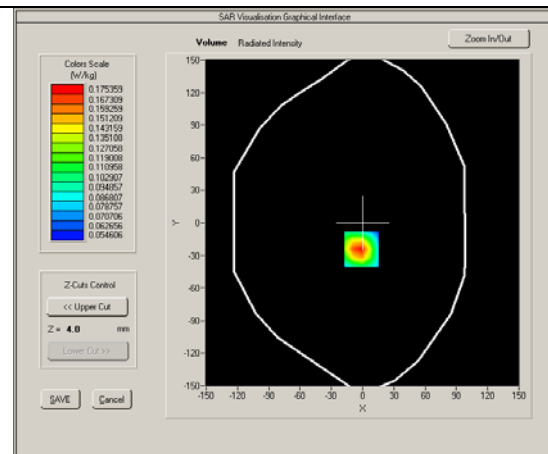 SAR Visualisation Graphical Interface
Volume Radiated Intensity
Zoom In/Out
Colors Scale
(W/kg)
0.175359
0.167309
0.159259
0.151209
0.143159
0.135108
0.127058
0.119008
0.110958
0.102907
0.094857
0.086807
0.078757
0.070706
0.062656
0.054606
Z-Cuts Control
<< Upper Cut
Z = 4.0 mm
Lower Cut >>
SAVE Cancel
150
120
90
60
30
0
-30
-60
-90
-120
-150
Y
-150 -120 -90 -60 -30 0 30 60 90 120 150
X